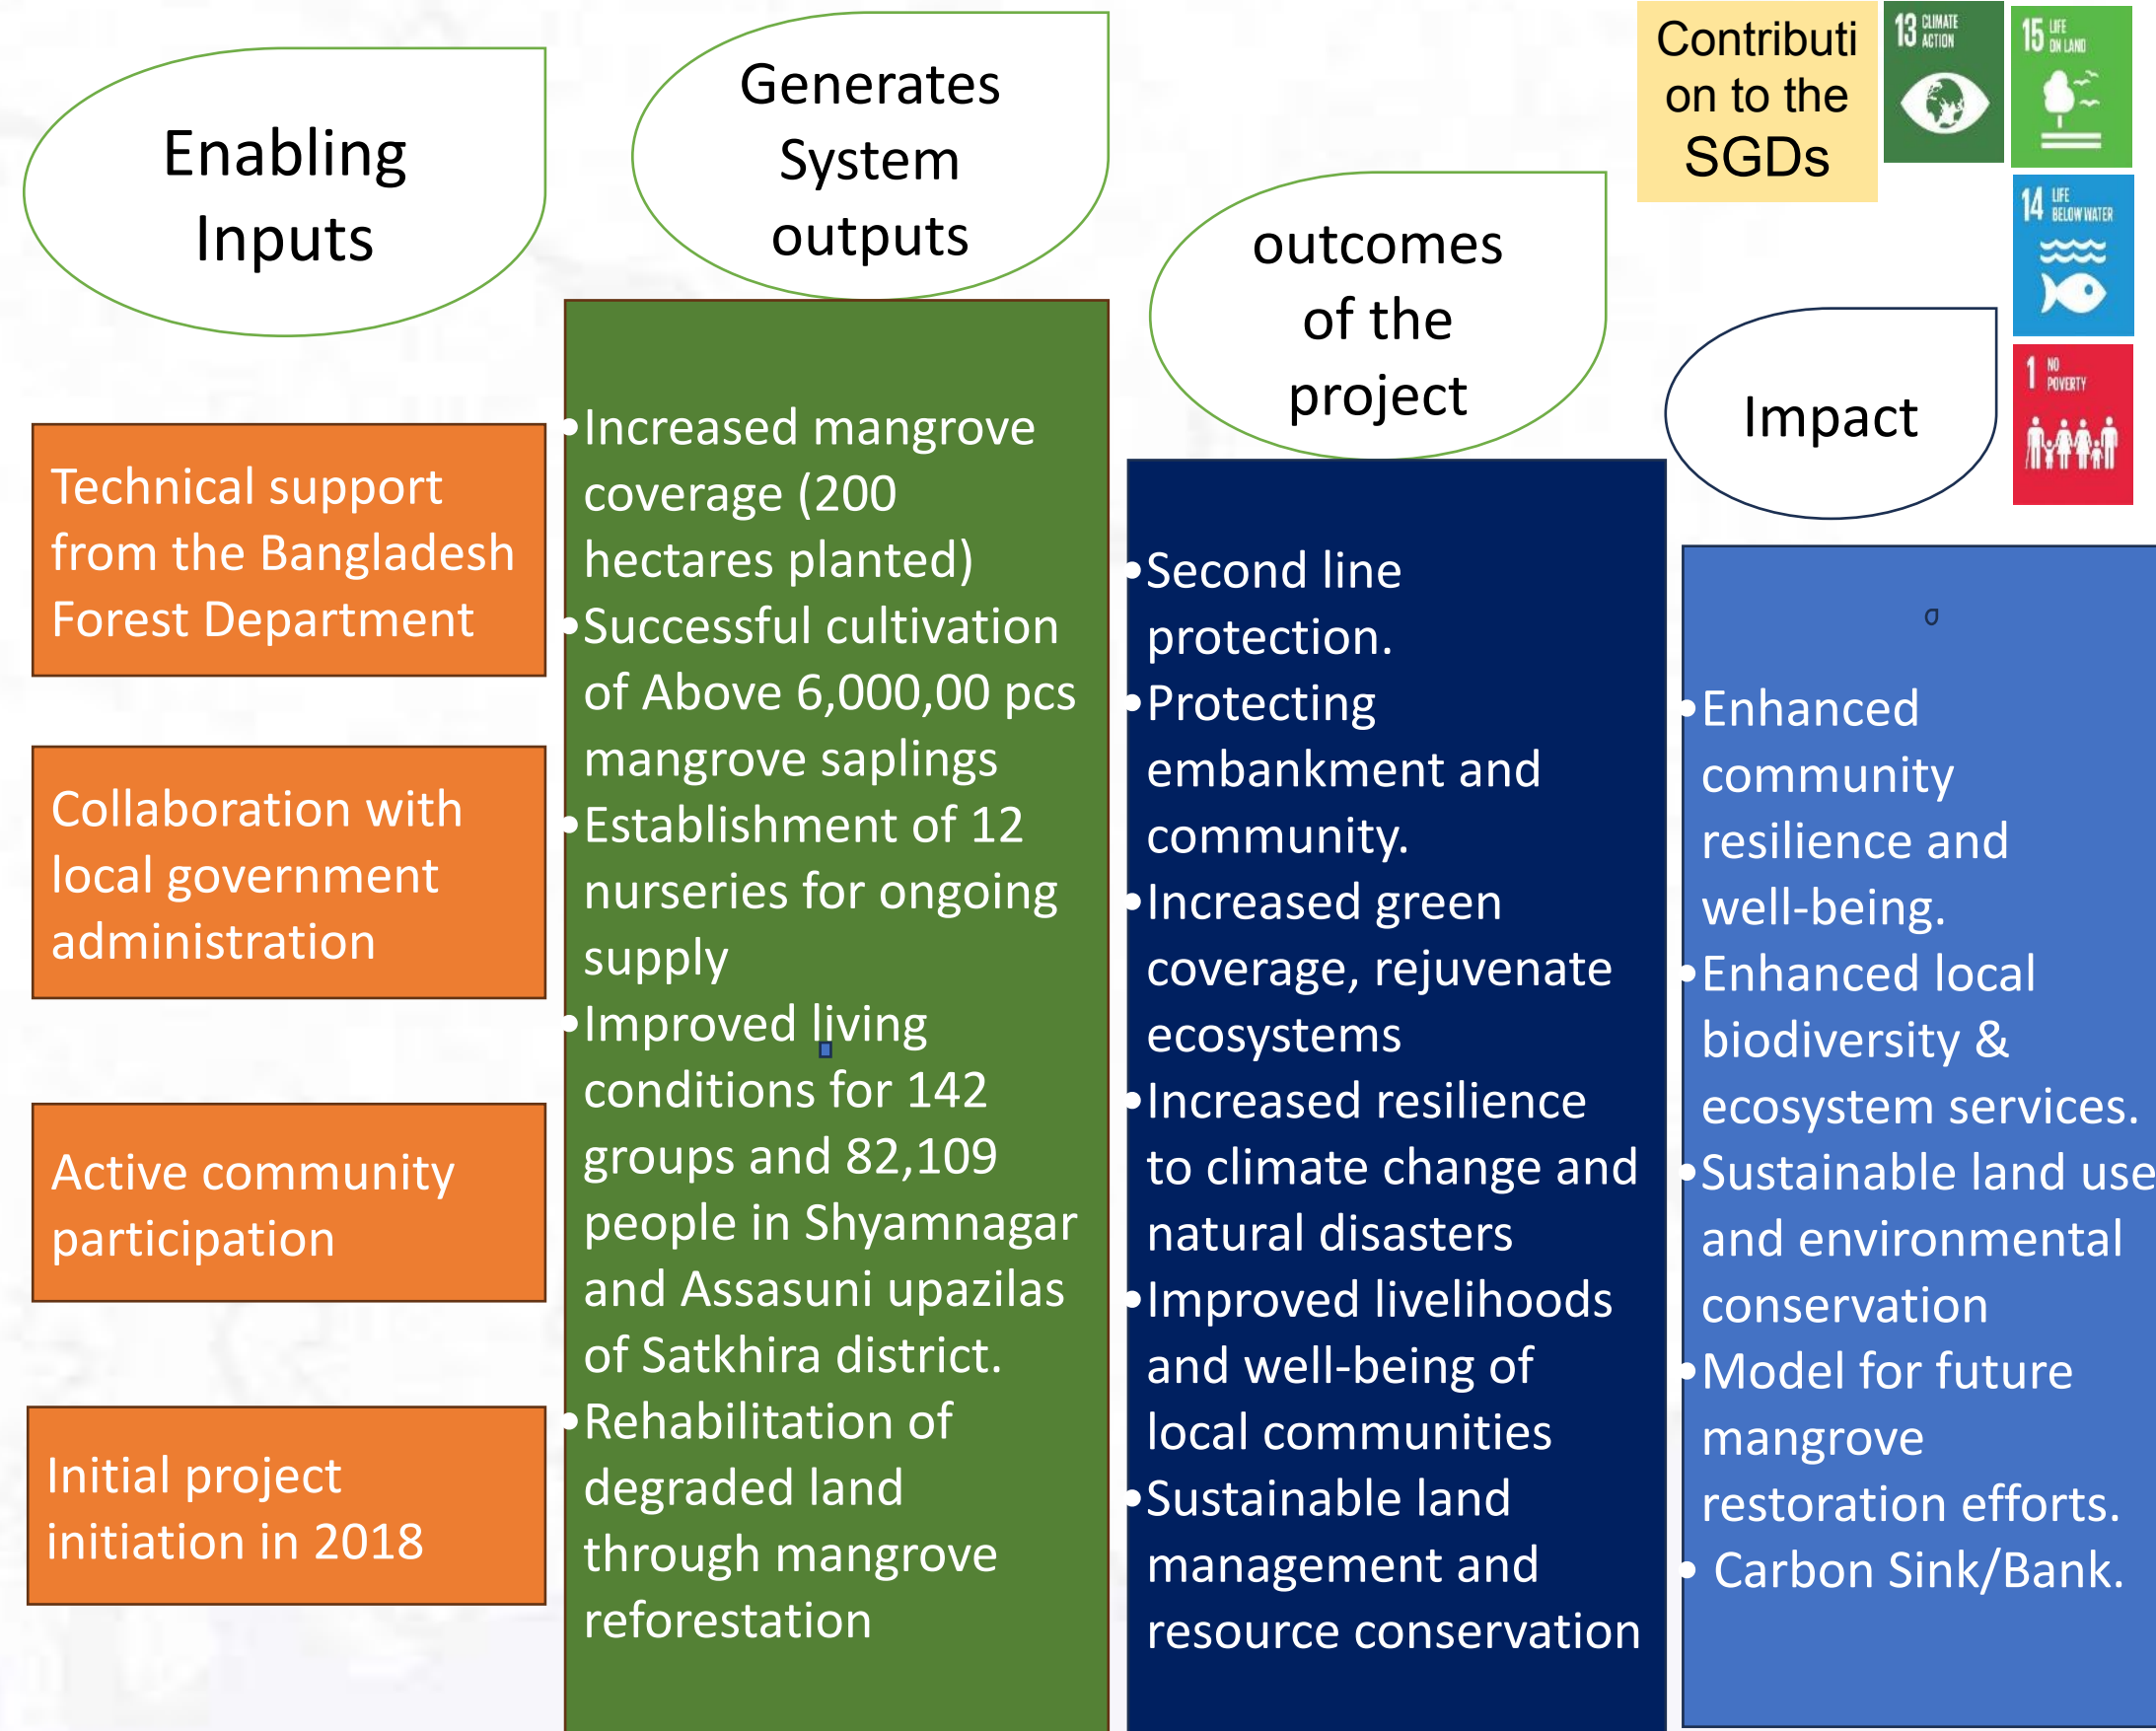 Enabling
Inputs
Technical support
from the Bangladesh
Forest Department
Collaboration with
local government
administration
Active community
participation
Initial project
initiation in 2018
Generates
System
outputs
•Increased mangrove
coverage (200
hectares planted)
•Successful cultivation
of Above 6,000,00 pcs
mangrove saplings
•Establishment of 12
nurseries for ongoing
supply
•Improved living
conditions for 142
groups and 82,109
people in Shyamnagar
and Assasuni upazilas
of Satkhira district.
•Rehabilitation of
degraded land
through mangrove
reforestation
outcomes
of the
project
•Second line
protection.
•Protecting
embankment and
community.
•Increased green
coverage, rejuvenate
ecosystems
•Increased resilience
to climate change and
natural disasters
•Improved livelihoods
and well-being of
local communities
•Sustainable land
management and
resource conservation
Contributi
on to the
SGDs
13 CLIMATE
ACTION
15 LIFE
ON LAND
14 LIFE
BELOW WATER
1 NO
POVERTY
Impact
•Enhanced
community
resilience and
well-being.
•Enhanced local
biodiversity &
ecosystem services.
•Sustainable land use
and environmental
conservation
•Model for future
mangrove
restoration efforts.
• Carbon Sink/Bank.